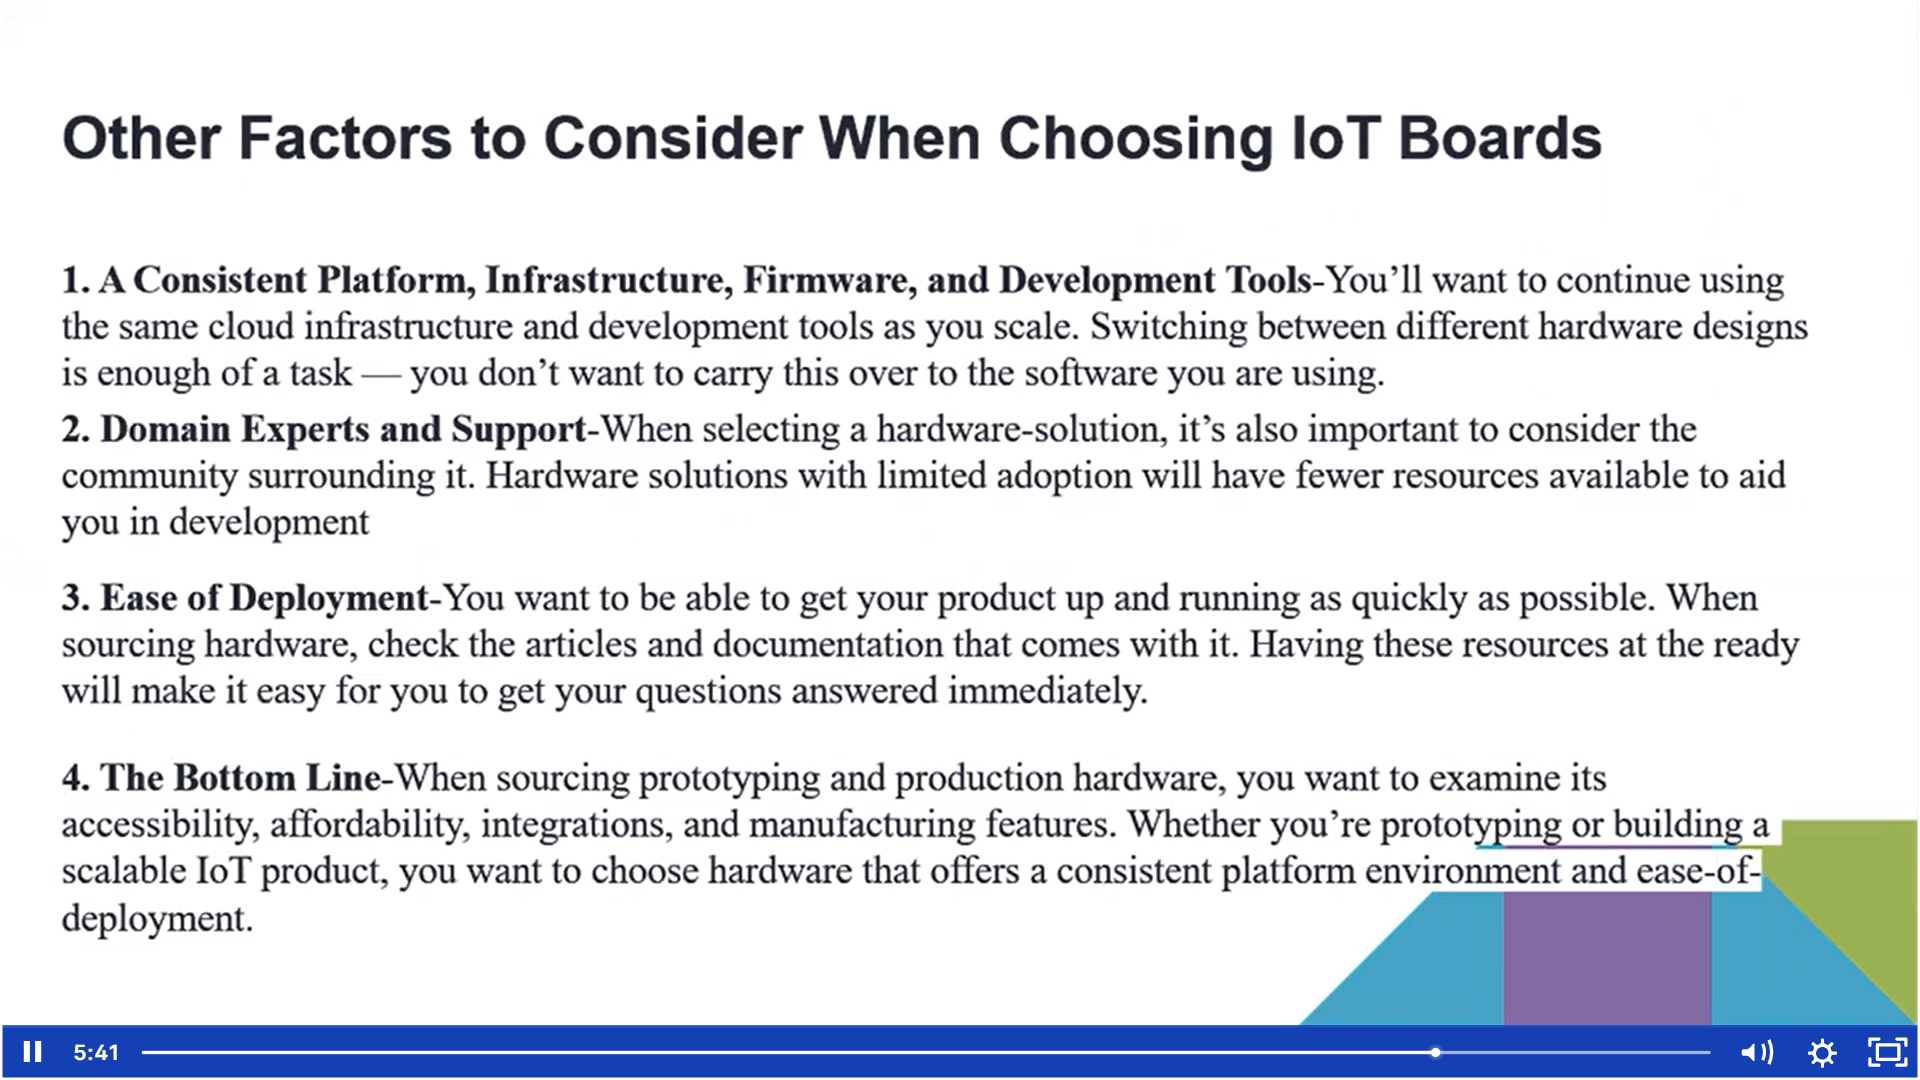 Other Factors to Consider When Choosing IoT Boards
1. A Consistent Platform, Infrastructure, Firmware, and Development Tools-You’ll want to continue using
the same cloud infrastructure and development tools as you scale. Switching between different hardware designs
is enough of a task — you don’t want to carry this over to the software you are using.
2. Domain Experts and Support-When selecting a hardware-solution, it’s also important to consider the
community surrounding it. Hardware solutions with limited adoption will have fewer resources available to aid
you in development
3. Ease of Deployment-You want to be able to get your product up and running as quickly as possible. When
sourcing hardware, check the articles and documentation that comes with it. Having these resources at the ready
will make it easy for you to get your questions answered immediately.
4. The Bottom Line-When sourcing prototyping and production hardware, you want to examine its
accessibility, affordability, integrations, and manufacturing features. Whether you’re prototyping or building a
scalable IoT product, you want to choose hardware that offers a consistent platform environment and ease-of-
deployment.
5:41